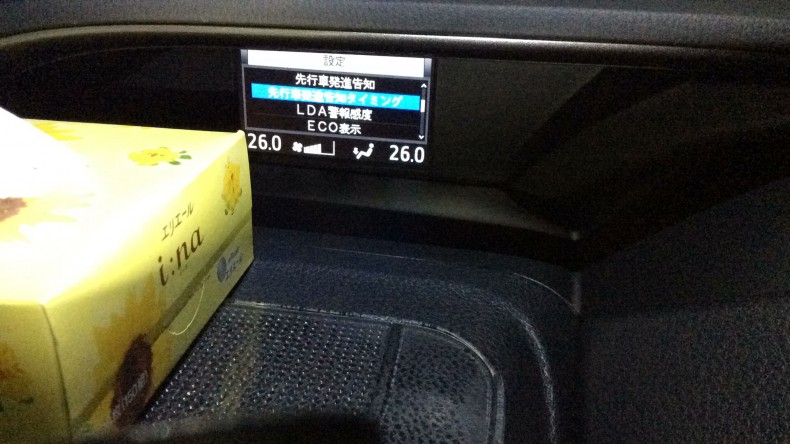 設定
先行車発進告知
先行車発進告知タイミング
LDA警報感度
ECO表示
26.0 26.0
エリエール
i:na